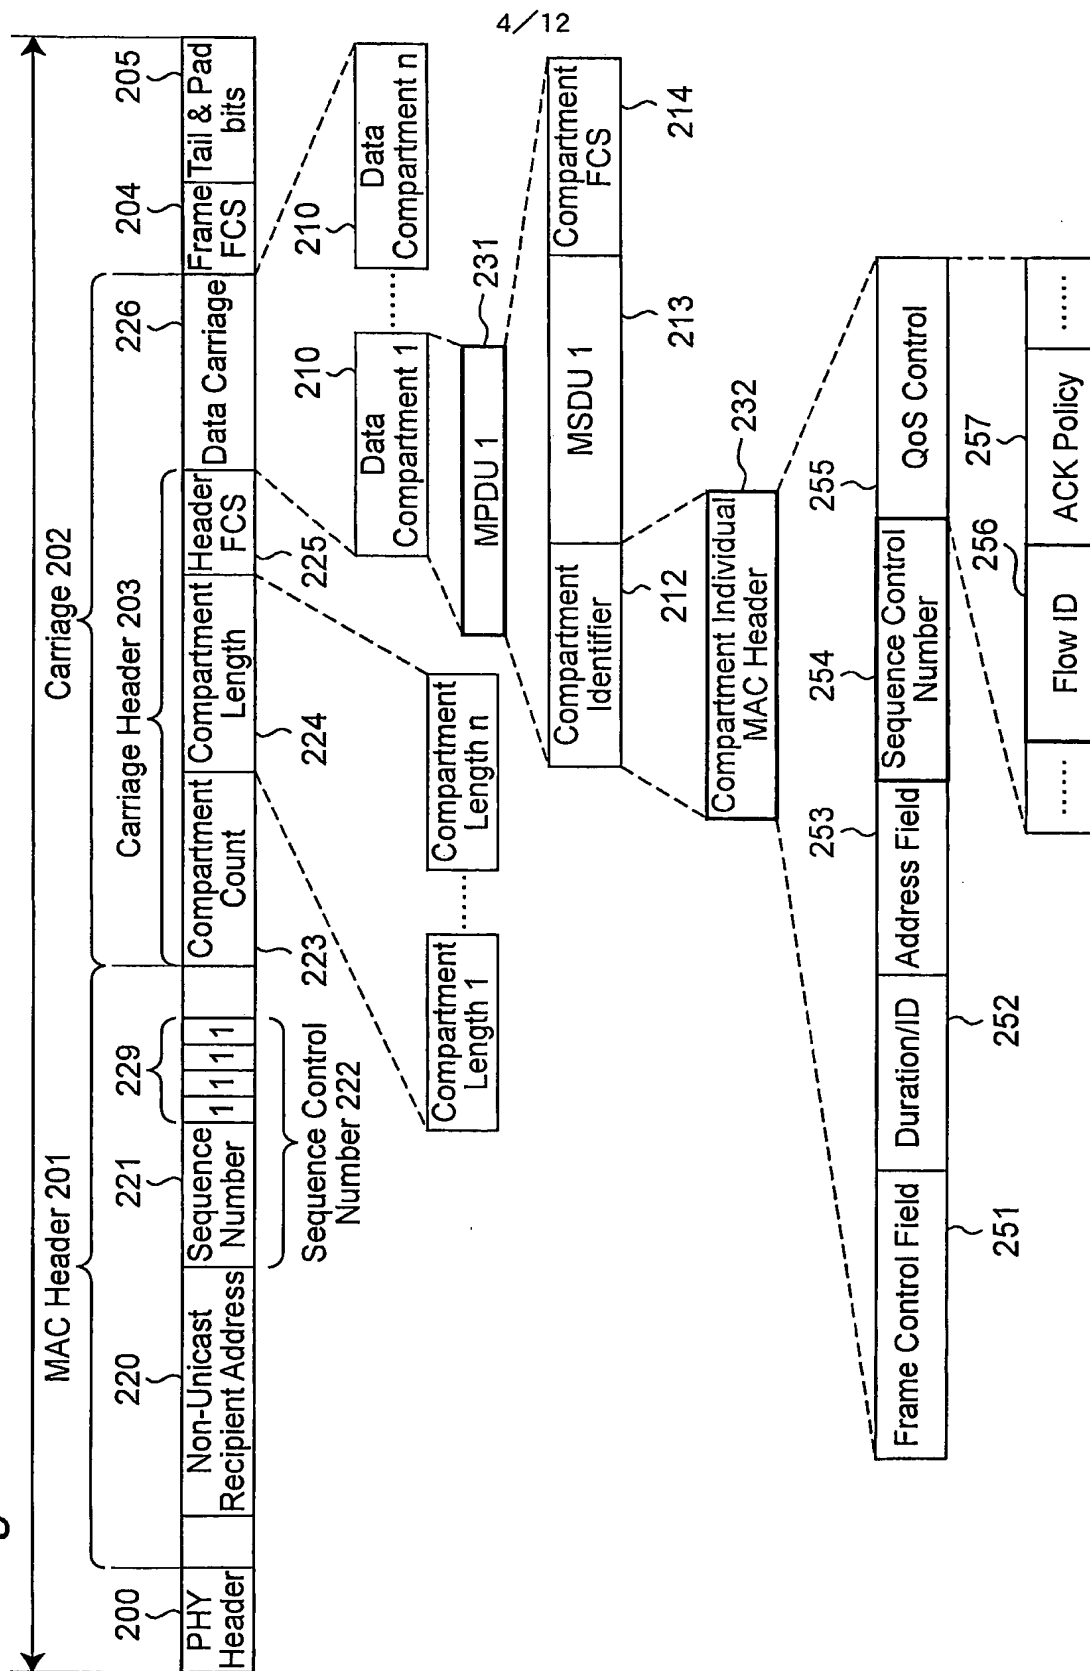 4/12
MAC Header 201
Carriage 202
Carriage Header 203
200
220
221
229
226
204
205
PHY
Header
Non-Unicast
Recipient Address
Sequence
Number
1 1 1 1
Compartment
Count
Compartment
Length
Header
FCS
Data Carriage
Frame
FCS
Tail & Pad
bits
223
224
225
Sequence Control
Number 222
Compartment
Length 1
......
Compartment
Length n
210
Data
Compartment 1
......
210
Data
Compartment n
MPDU 1
231
Compartment
Identifier
MSDU 1
Compartment
FCS
212
213
214
Compartment Individual
MAC Header
232
253
254
255
Frame Control Field
Duration/ID
Address Field
Sequence Control
Number
QoS Control
251
252
256
257
......
Flow ID
ACK Policy
......